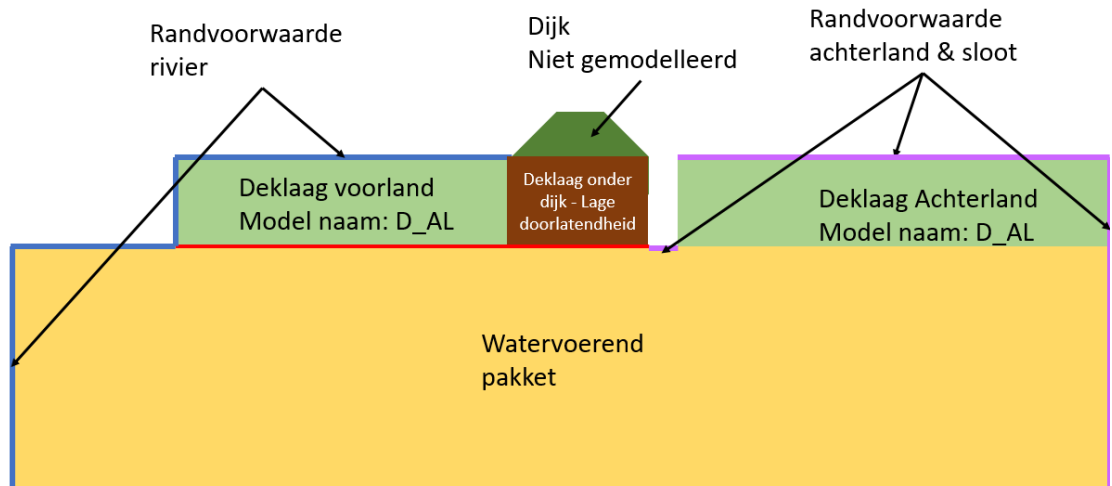 Randvoorwaarde
rivier
Dijk
Niet gemodelleerd
Randvoorwaarde
achterland & sloot
Deklaag voorland
Model naam: D_AL
Deklaag onder
dijk - Lage
doorlatendheid
Deklaag Achterland
Model naam: D_AL
Watervoerend
pakket